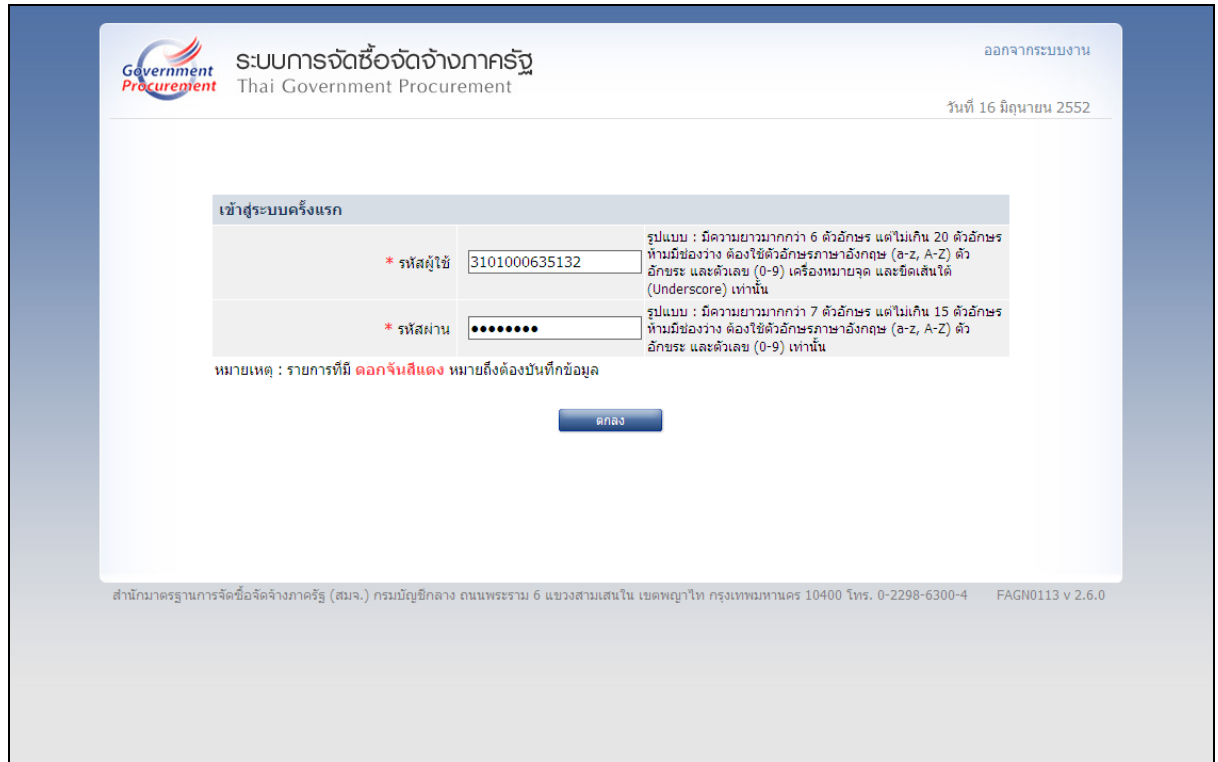 Government
Procurement
ระบบการจัดซื้อจัดจ้างภาครัฐ
Thai Government Procurement
ออกจากระบบงาน
วันที่ 16 มิถุนายน 2552
เข้าสู่ระบบครั้งแรก
* รหัสผู้ใช้
3101000635132
รูปแบบ : มีความยาวมากกว่า 6 ตัวอักษร แต่ไม่เกิน 20 ตัวอักษร
ห้ามมีช่องว่าง ต้องใช้ตัวอักษรภาษาอังกฤษ (a-z, A-Z) ตัว
อักขระ และตัวเลข (0-9) เครื่องหมายจุด และขีดเส้นใต้
(Underscore) เท่านั้น
* รหัสผ่าน
••••••••
รูปแบบ : มีความยาวมากกว่า 7 ตัวอักษร แต่ไม่เกิน 15 ตัวอักษร
ห้ามมีช่องว่าง ต้องใช้ตัวอักษรภาษาอังกฤษ (a-z, A-Z) ตัว
อักขระ และตัวเลข (0-9) เท่านั้น
หมายเหตุ : รายการที่มี ดอกจันสีแดง หมายถึงต้องบันทึกข้อมูล
ตกลง
สำนักมาตรฐานการจัดซื้อจัดจ้างภาครัฐ (สมจ.) กรมบัญชีกลาง ถนนพระราม 6 แขวงสามเสนใน เขตพญาไท กรุงเทพมหานคร 10400 โทร. 0-2298-6300-4 FAGN0113 v 2.6.0